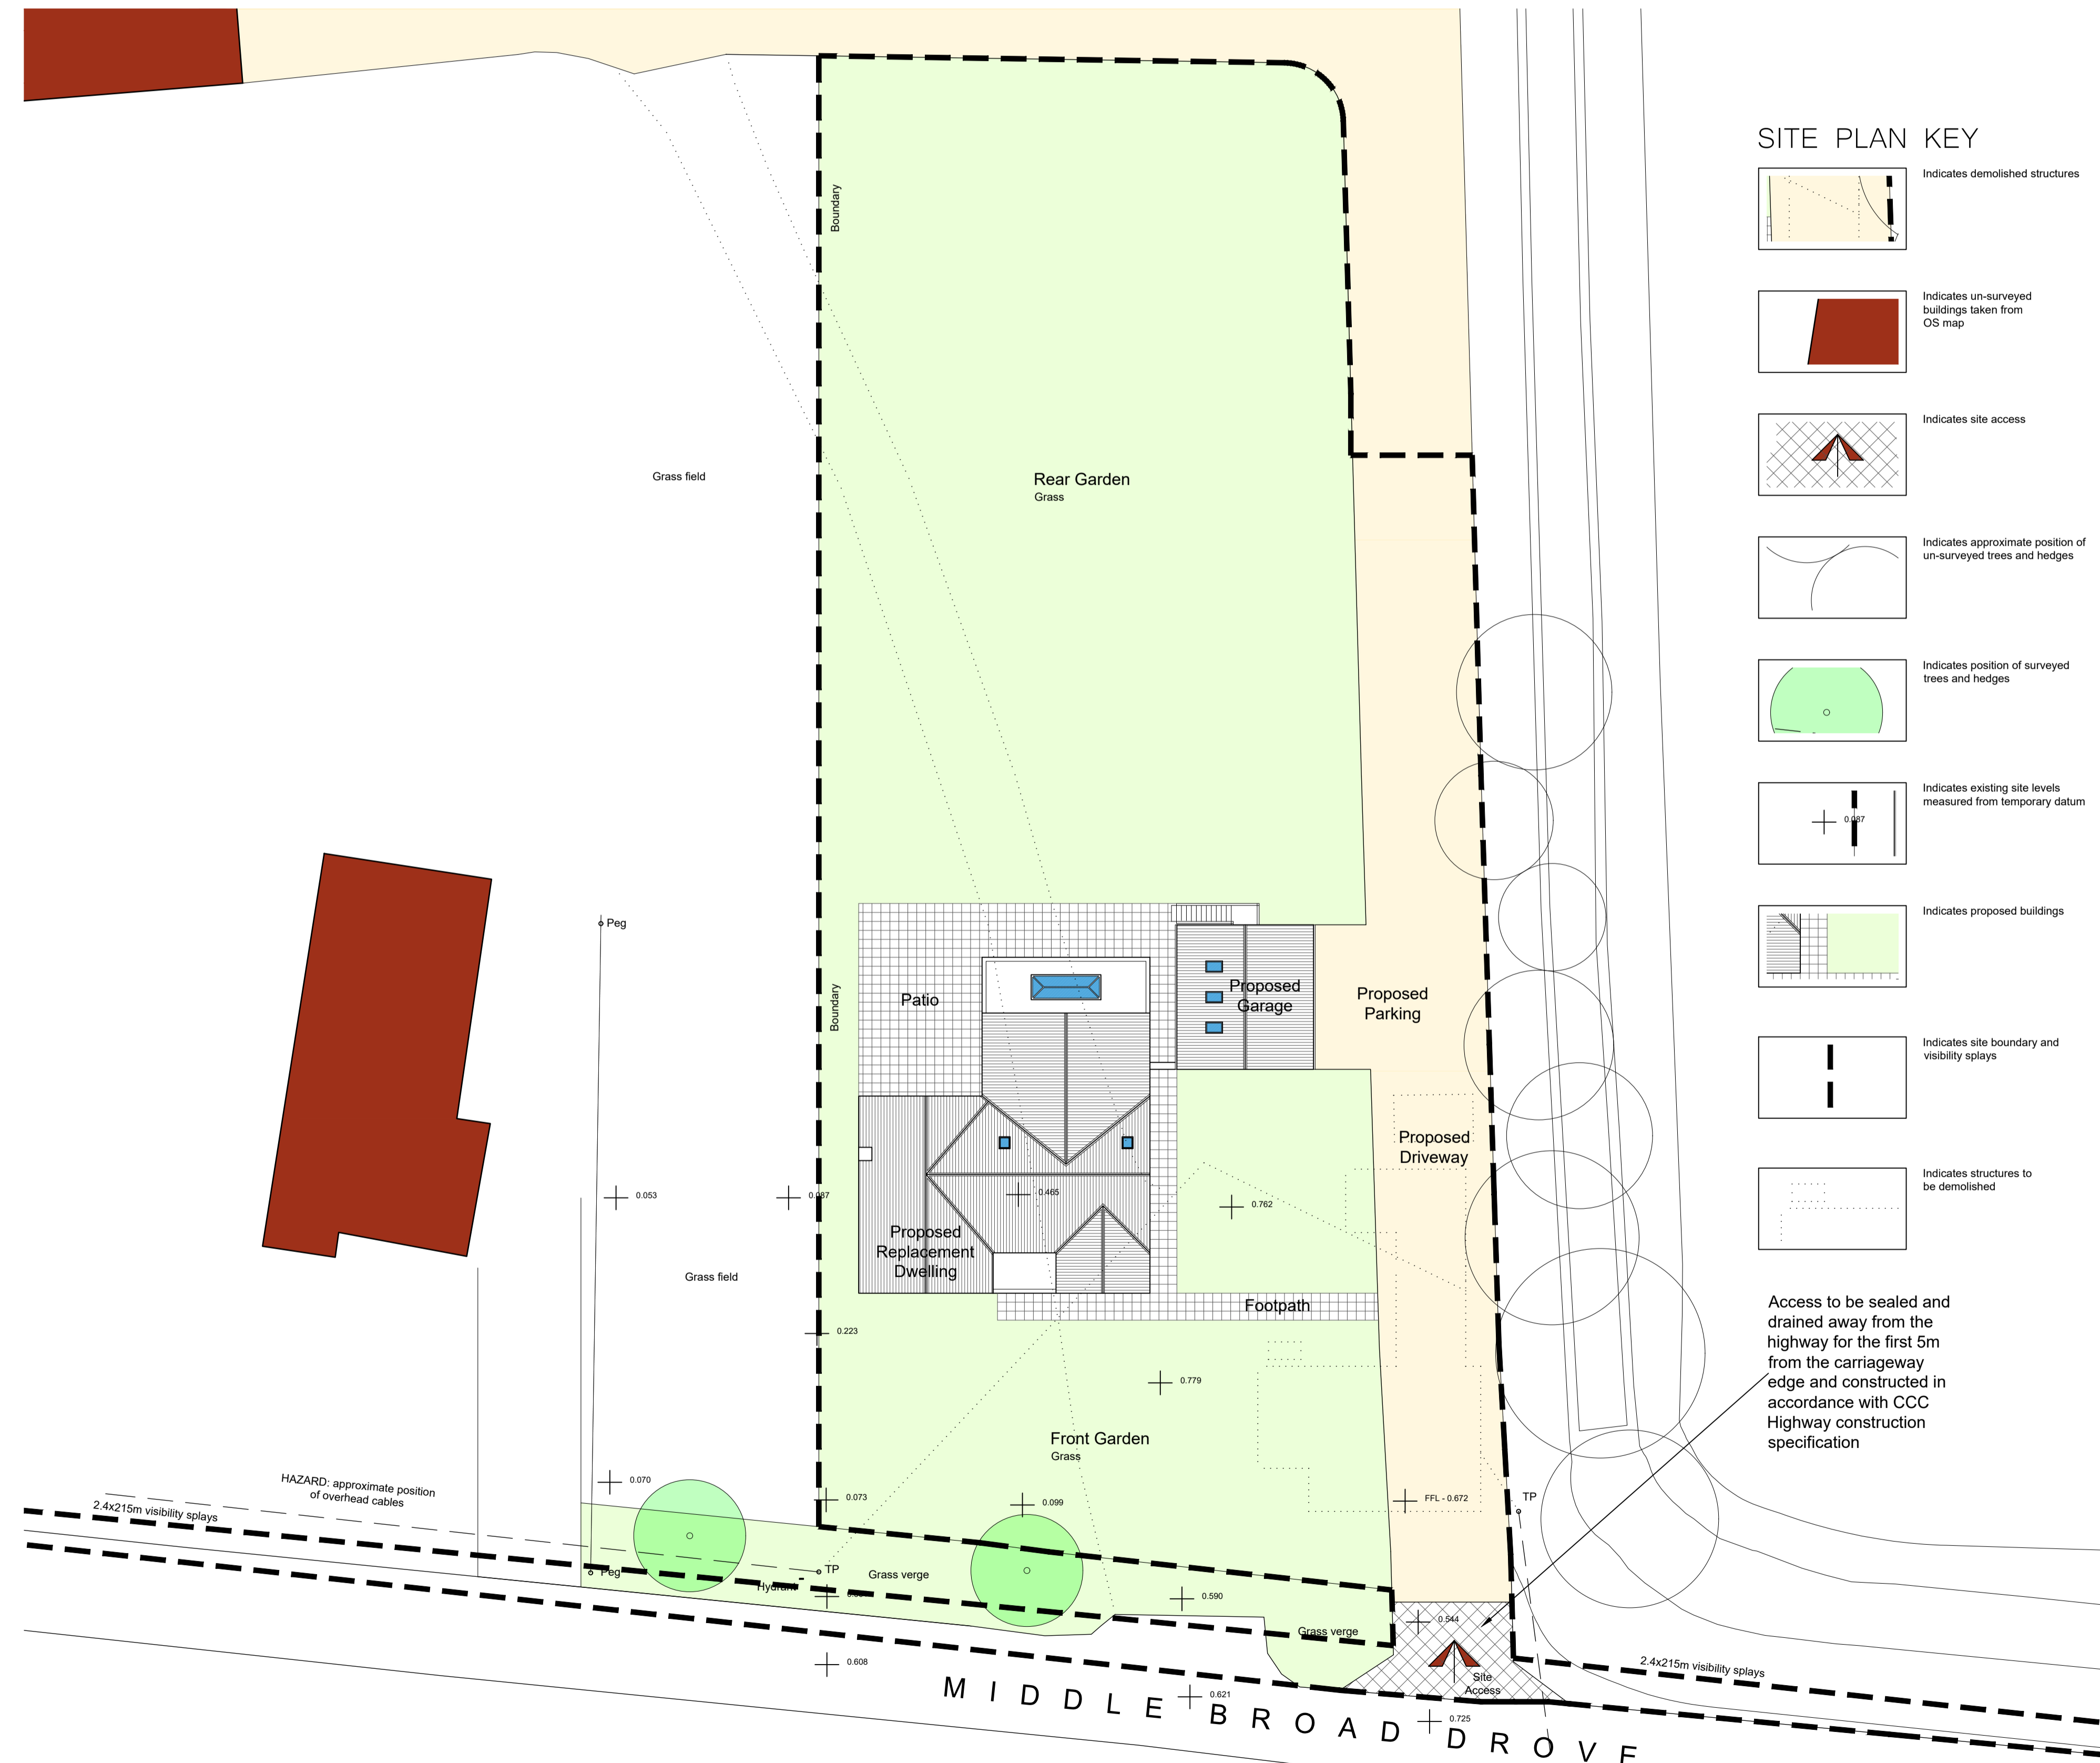 SITE PLAN KEY
Indicates demolished structures
Indicates un-surveyed
buildings taken from
OS map
Indicates site access
Indicates approximate position of
un-surveyed trees and hedges
Indicates position of surveyed
trees and hedges
Indicates existing site levels
measured from temporary datum
0.087
Indicates proposed buildings
Indicates site boundary and
visibility splays
Indicates structures to
be demolished
Access to be sealed and
drained away from the
highway for the first 5m
from the carriageway
edge and constructed in
accordance with CCC
Highway construction
specification
Boundary
Grass field
Rear Garden
Grass
Peg
Boundary
Patio
Proposed
Garage
Proposed
Parking
Proposed
Driveway
0.053
0.087
0.465
0.762
Proposed
Replacement
Dwelling
Grass field
Footpath
0.223
0.779
Front Garden
Grass
HAZARD: approximate position
of overhead cables
2.4x215m visibility splays
0.070
0.073
0.099
FFL - 0.672
TP
Peg
TP
Hydrant
Grass verge
0.590
Grass verge
0.544
Site
Access
2.4x215m visibility splays
0.608
0.621
0.725
MIDDLE BROAD DROVE